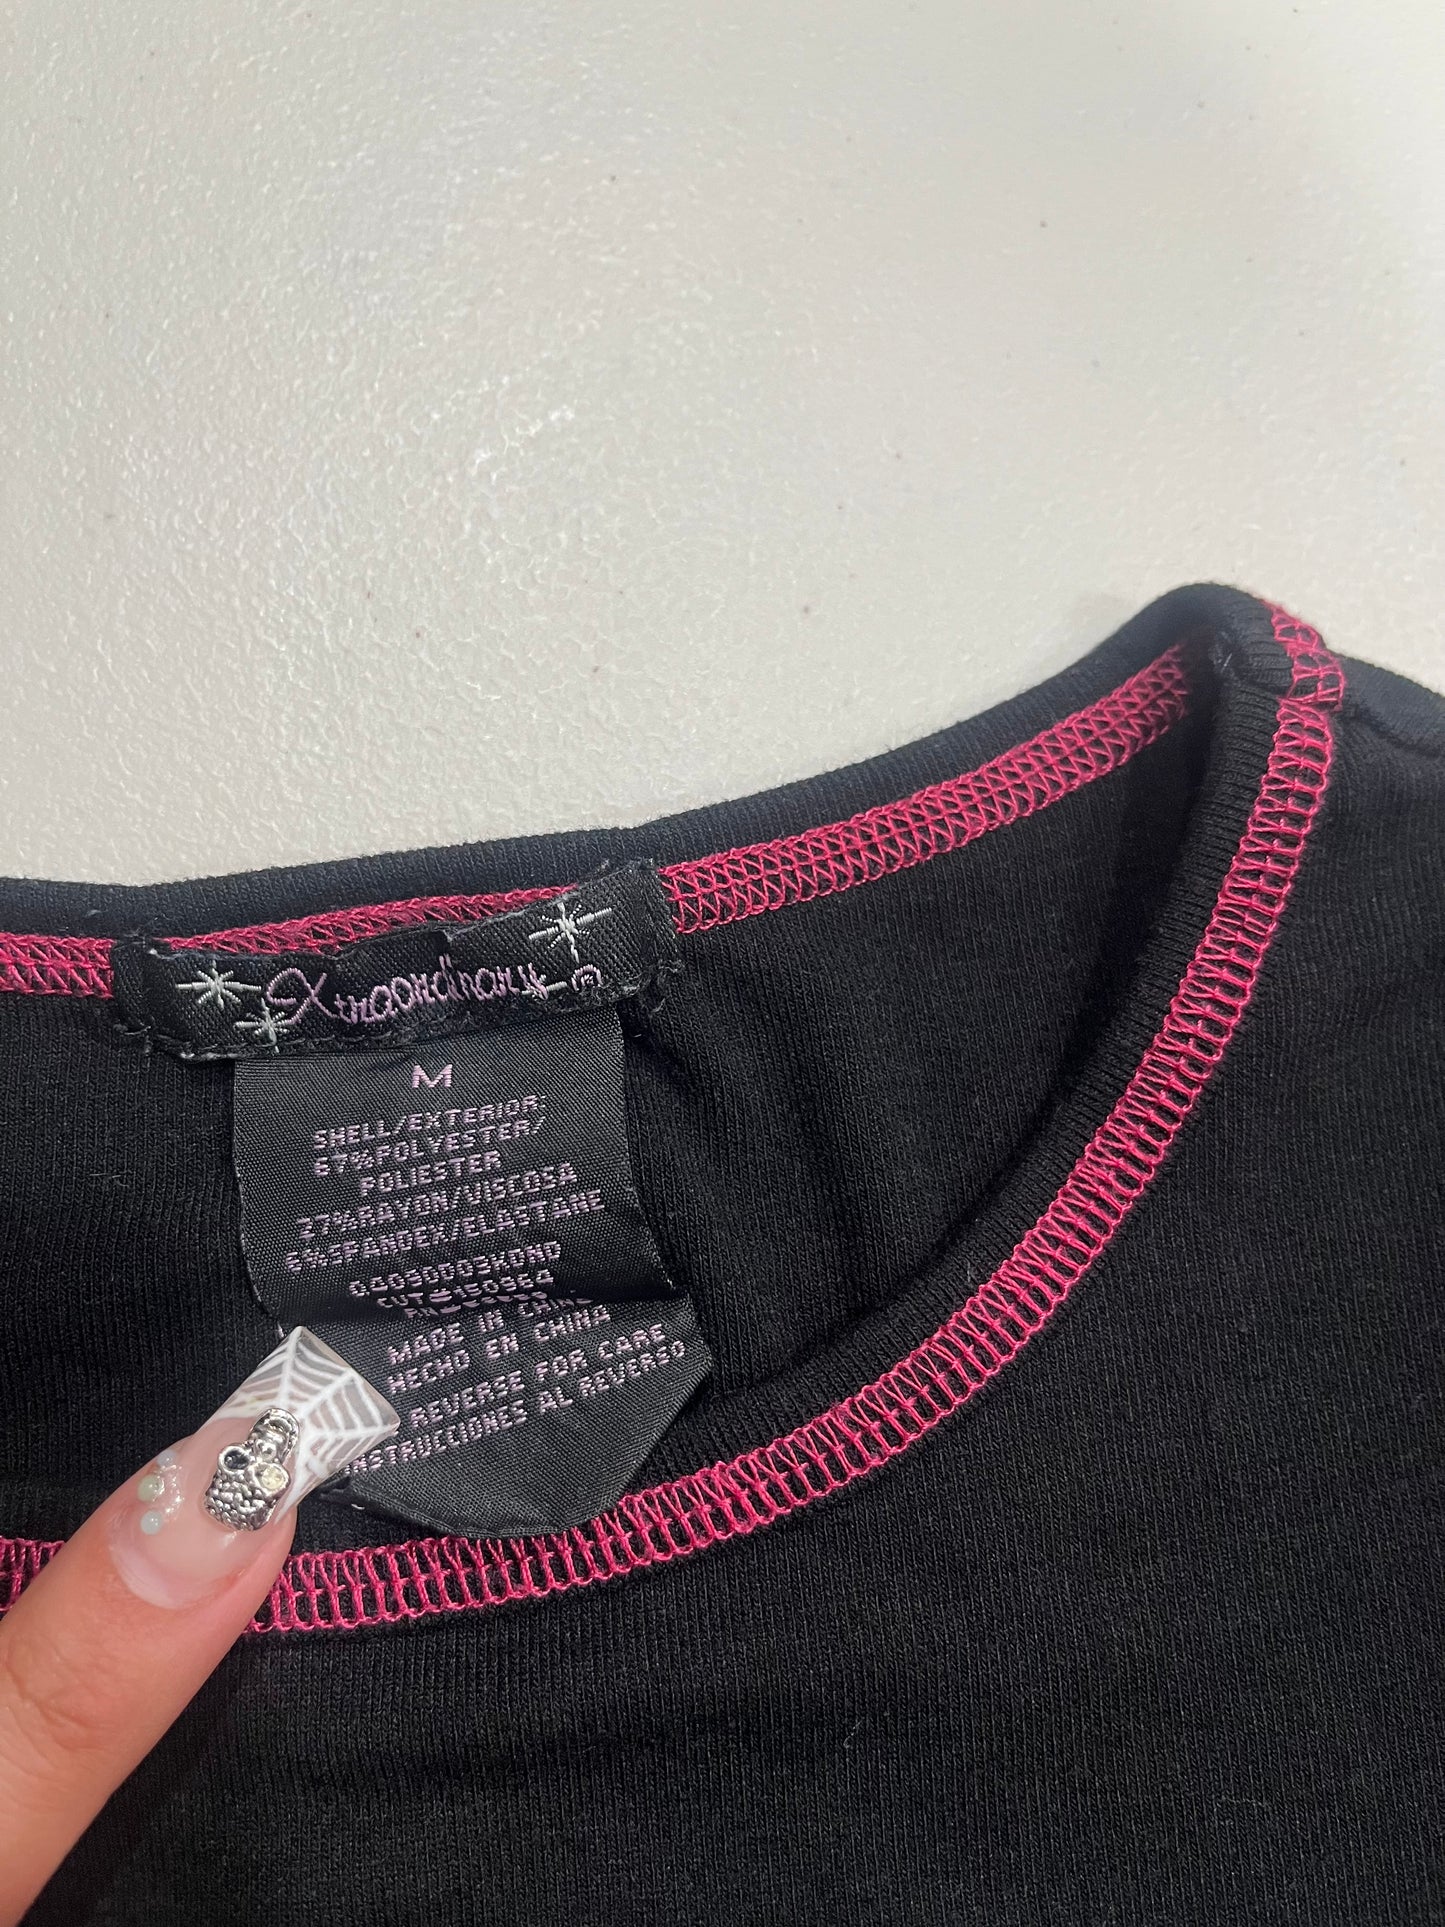 Xtraordinary ®
M
SHELL/EXTERIOR:
67%POLYESTER/
POLIESTER
27%RAYON/VISCOSA
6%SPANDEX/ELASTANE
MADE IN CHINA
HECHO EN CHINA
REVERSE FOR CARE
INSTRUCCIONES AL REVERSO